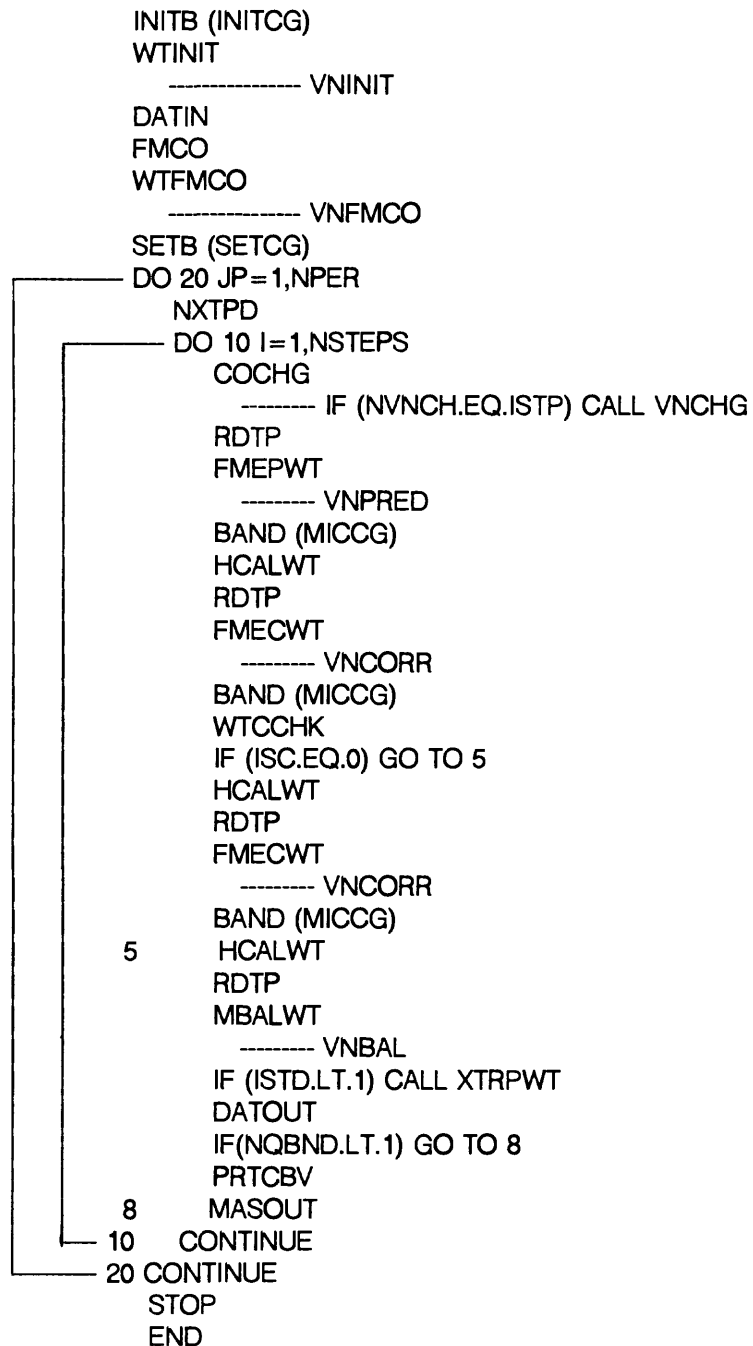 INITB (INITCG)
WTINIT
---------------- VNINIT
DATIN
FMCO
WTFMCO
---------------- VNFMCO
SETB (SETCG)
DO 20 JP=1,NPER
NXTPD
DO 10 I=1,NSTEPS
COCHG
--------- IF (NVNCH.EQ.ISTP) CALL VNCHG
RDTP
FMEPWT
--------- VNPRED
BAND (MICCG)
HCALWT
RDTP
FMECWT
--------- VNCORR
BAND (MICCG)
WTCCHK
IF (ISC.EQ.0) GO TO 5
HCALWT
RDTP
FMECWT
--------- VNCORR
BAND (MICCG)
5 HCALWT
RDTP
MBALWT
--------- VNBAL
IF (ISTD.LT.1) CALL XTRPWT
DATOUT
IF(NQBND.LT.1) GO TO 8
PRTCBV
8 MASOUT
10 CONTINUE
20 CONTINUE
STOP
END